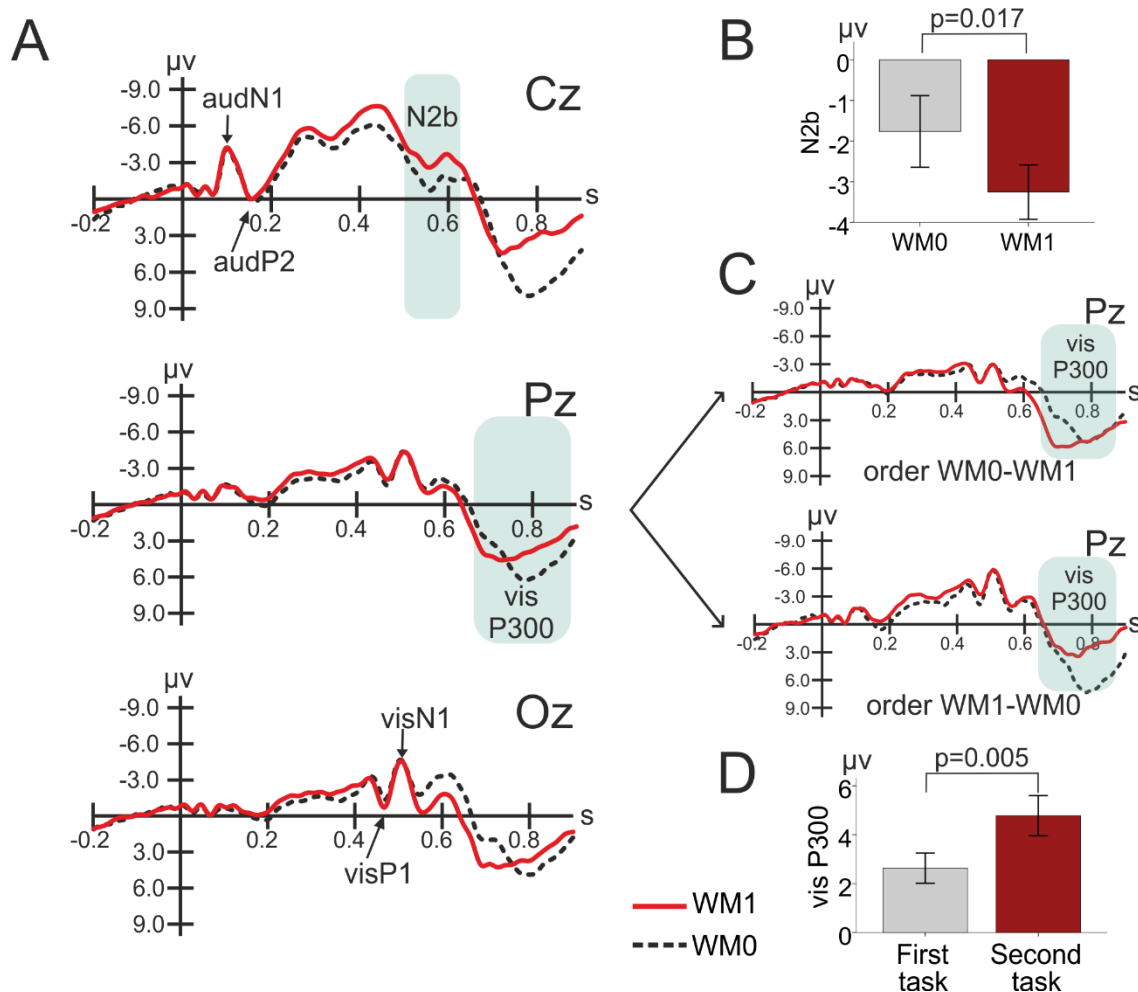 A
μv
-9.0
-6.0
-3.0
3.0
6.0
9.0
audN1
audP2
N2b
Cz
-0.2
0.2
0.4
0.6
0.8
s
μv
-9.0
-6.0
-3.0
3.0
6.0
9.0
Pz
-0.2
0.2
0.4
0.6
0.8
s
vis
P300
μv
-9.0
-6.0
-3.0
3.0
6.0
9.0
Oz
visN1
visP1
-0.2
0.2
0.4
0.6
0.8
s
WM1
WM0
B
μv
p=0.017
N2b
0
-1
-2
-3
-4
WM0
WM1
C
μv
-9.0
-6.0
-3.0
3.0
6.0
9.0
Pz
vis
P300
-0.2
0.2
0.4
0.6
0.8
s
order WM0-WM1
μv
-9.0
-6.0
-3.0
3.0
6.0
9.0
Pz
vis
P300
-0.2
0.2
0.4
0.6
0.8
s
order WM1-WM0
D
μv
p=0.005
vis P300
6
4
2
0
First
task
Second
task